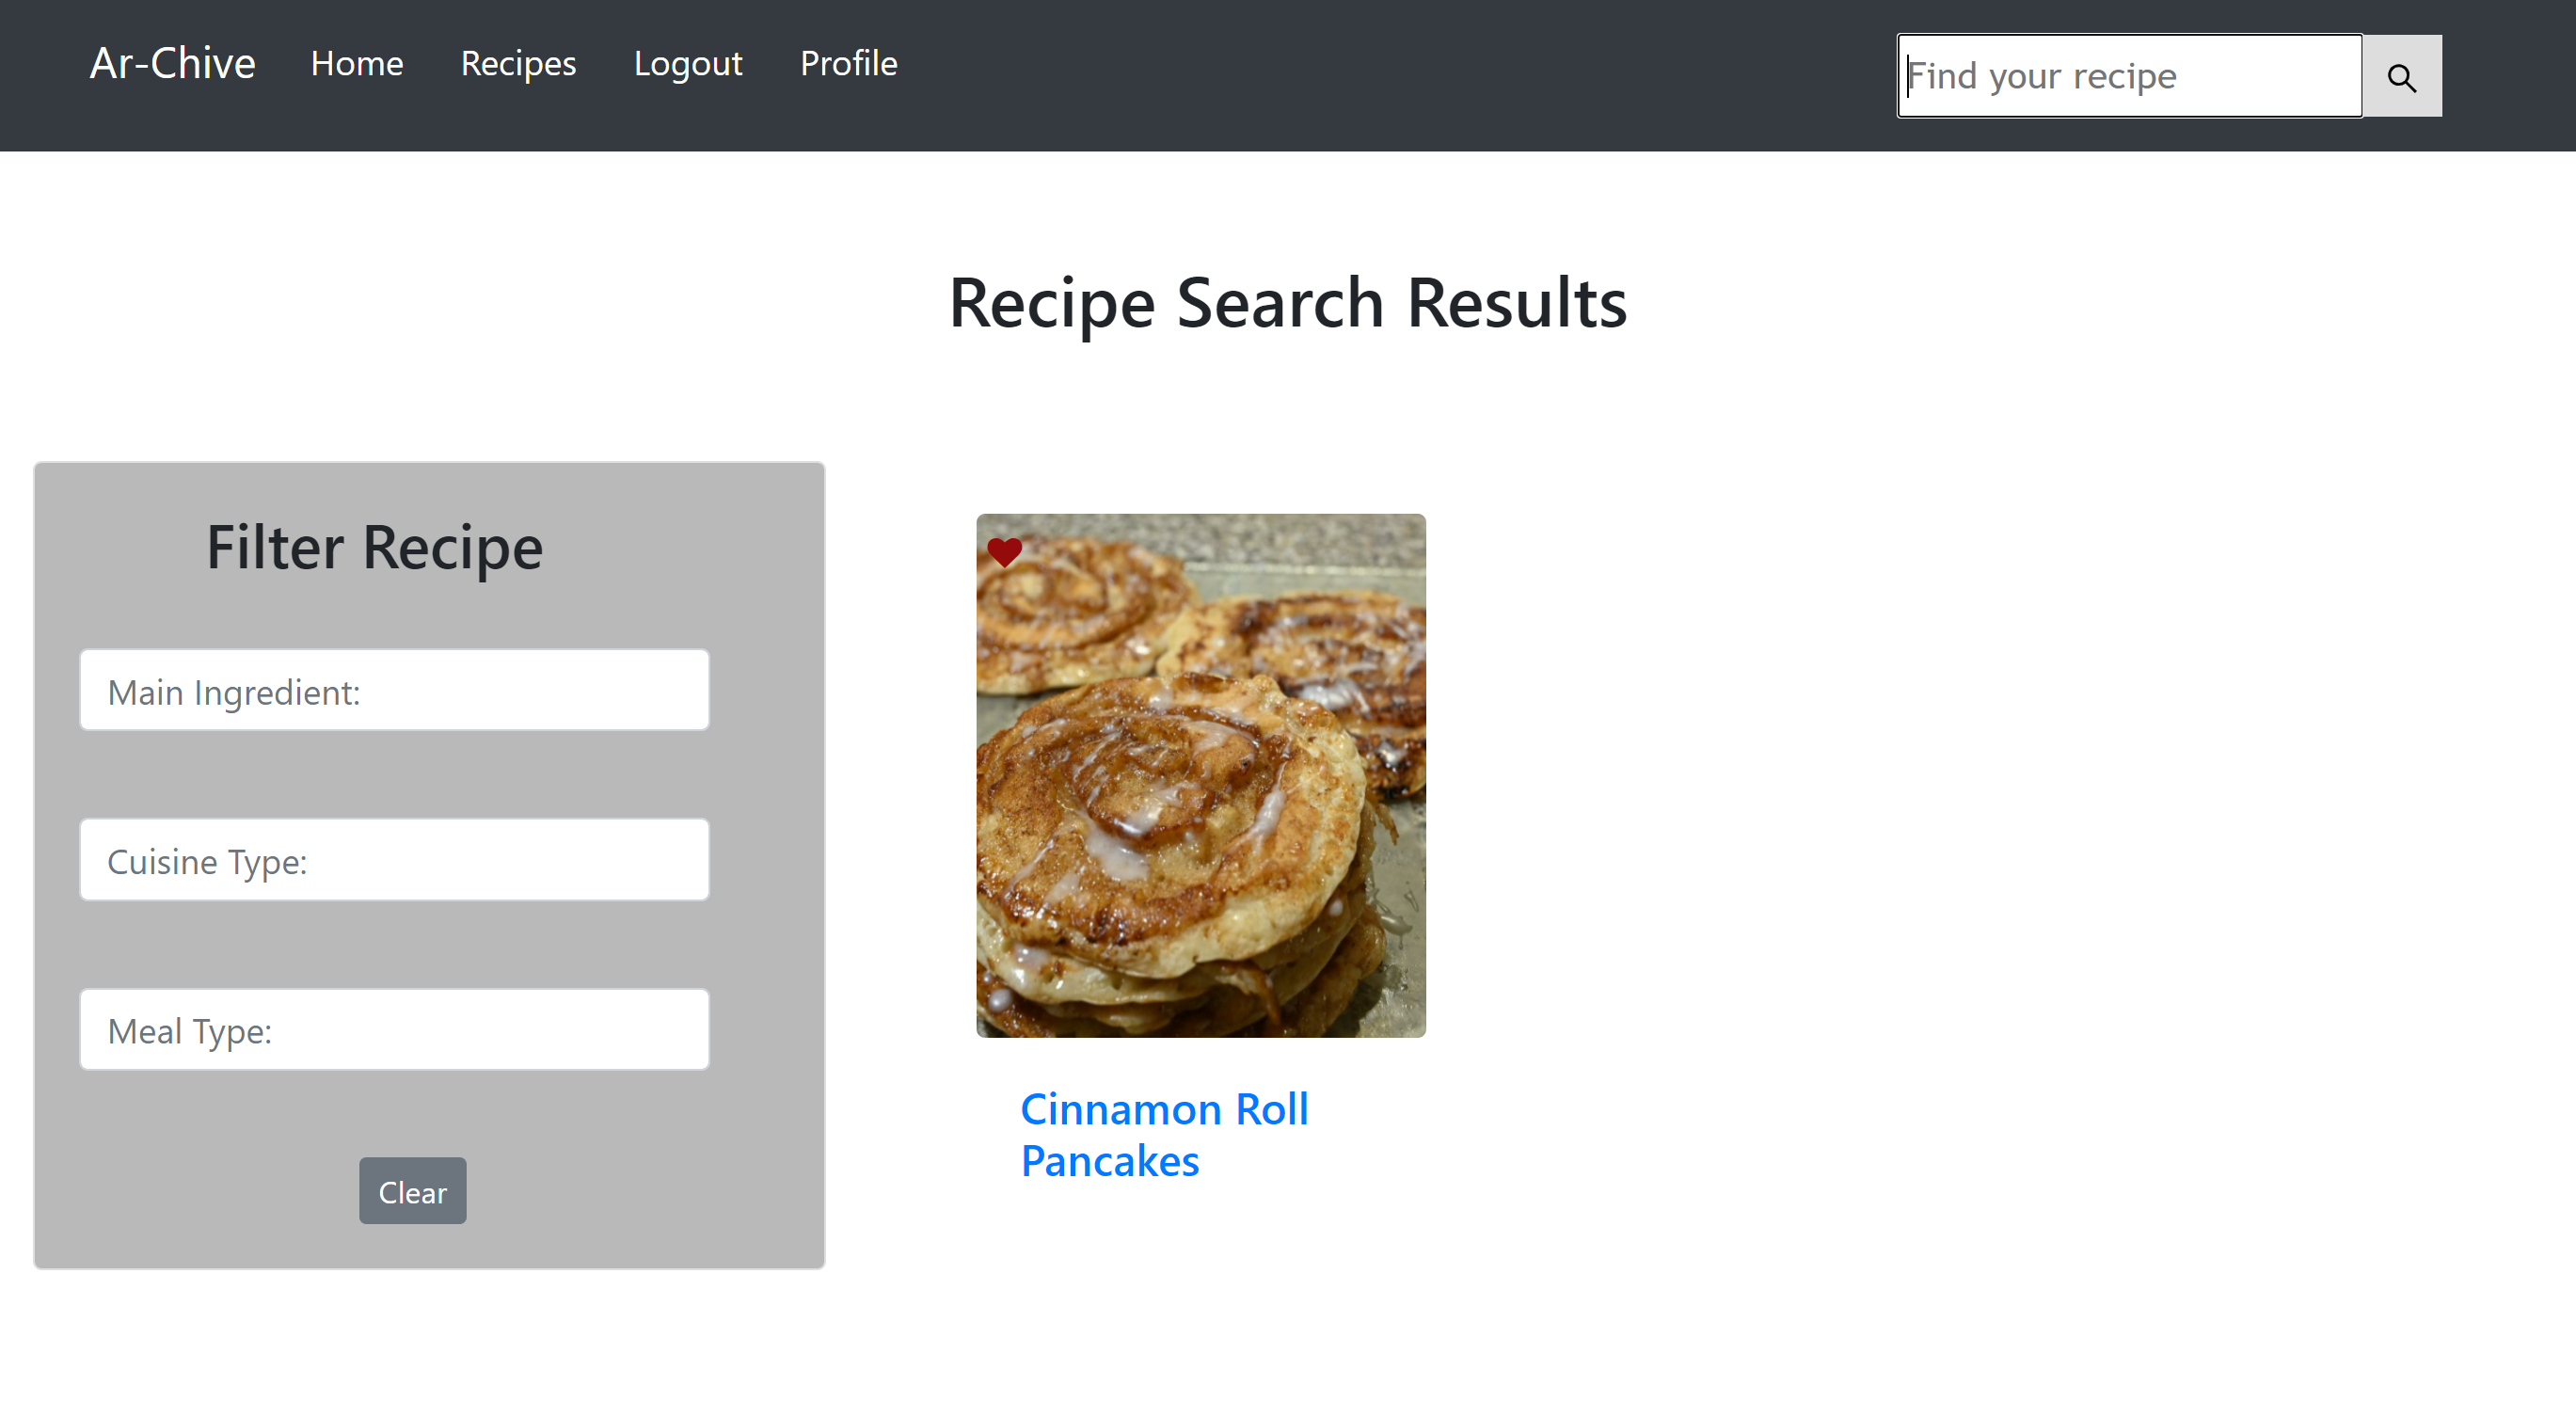 Ar-Chive Home Recipes Logout Profile Find your recipe
Recipe Search Results
Filter Recipe
Main Ingredient:
Cuisine Type:
Meal Type:
Clear
Cinnamon Roll
Pancakes